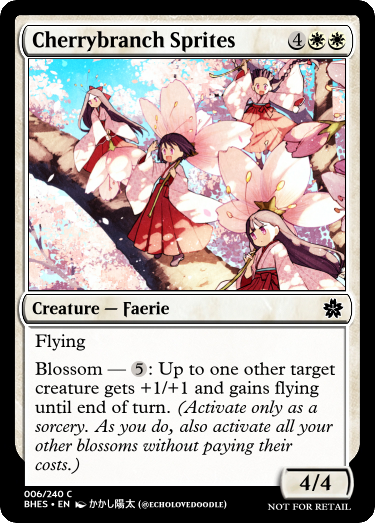 Cherrybranch Sprites 4
Creature — Faerie
Flying
Blossom — 5: Up to one other target
creature gets +1/+1 and gains flying
until end of turn. (Activate only as a
sorcery. As you do, also activate all your
other blossoms without paying their
costs.)
4/4
006/240 C
BHES • EN かかし陽太 (@ECHOLOVEDOODLE)
NOT FOR RETAIL